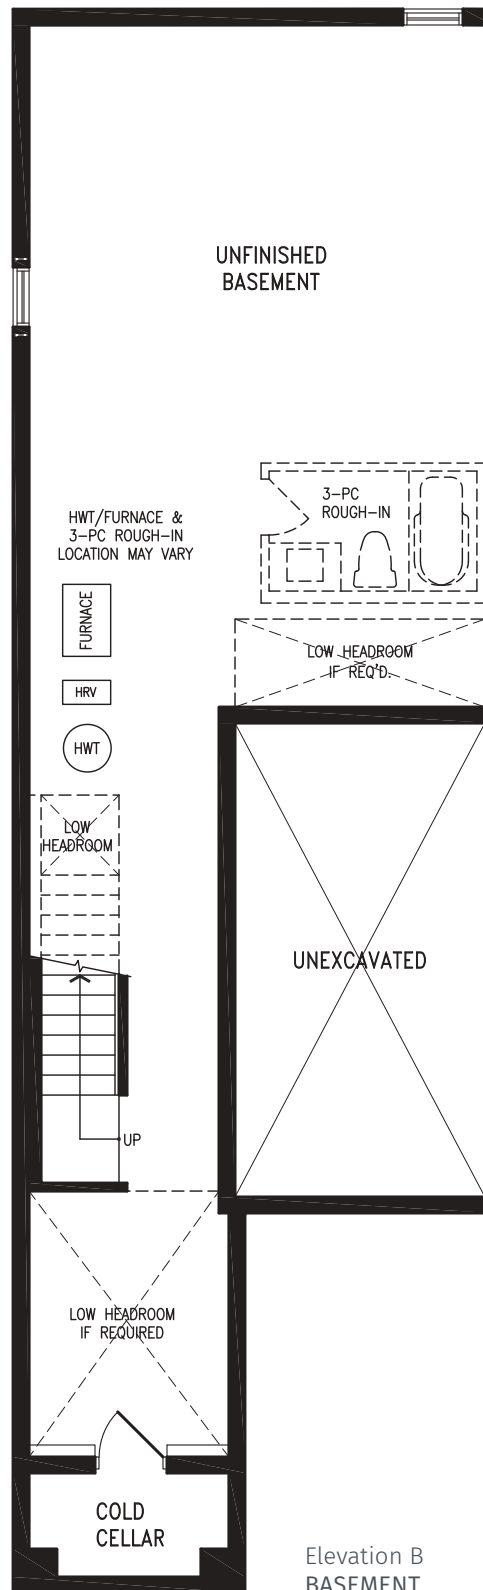 UNFINISHED
BASEMENT
3-PC
ROUGH-IN
HWT/FURNACE &
3-PC ROUGH-IN
LOCATION MAY VARY
FURNACE
LOW HEADROOM
IF REQ'D.
HRV
HWT
LOW
HEADROOM
UNEXCAVATED
UP
LOW HEADROOM
IF REQUIRED
COLD
CELLAR
Elevation B
BASEMENT